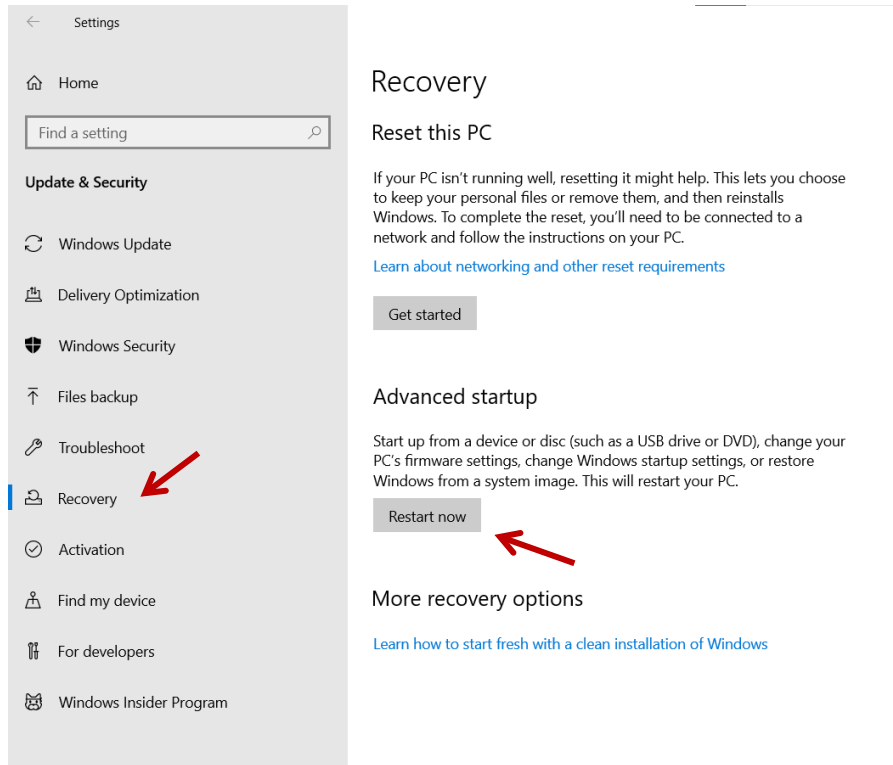 Settings
Home
Find a setting
Update & Security
Windows Update
Delivery Optimization
Windows Security
Files backup
Troubleshoot
Recovery
Activation
Find my device
For developers
Windows Insider Program
Recovery
Reset this PC
If your PC isn't running well, resetting it might help. This lets you choose
to keep your personal files or remove them, and then reinstalls
Windows. To complete the reset, you'll need to be connected to a
network and follow the instructions on your PC.
Learn about networking and other reset requirements
Get started
Advanced startup
Start up from a device or disc (such as a USB drive or DVD), change your
PC's firmware settings, change Windows startup settings, or restore
Windows from a system image. This will restart your PC.
Restart now
More recovery options
Learn how to start fresh with a clean installation of Windows